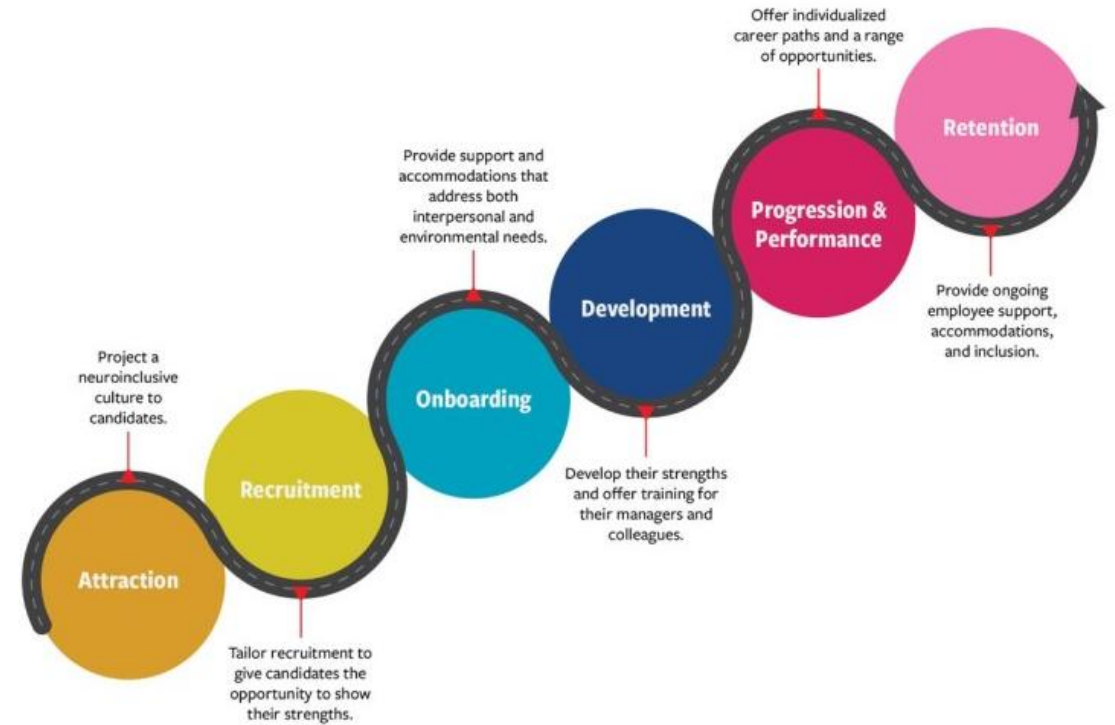 Attraction
Project a
neuroinclusive
culture to
candidates.
Recruitment
Tailor recruitment to
give candidates the
opportunity to show
their strengths.
Onboarding
Provide support and
accommodations that
address both
interpersonal and
environmental needs.
Development
Develop their strengths
and offer training for
their managers and
colleagues.
Progression &
Performance
Offer individualized
career paths and a range
of opportunities.
Retention
Provide ongoing
employee support,
accommodations,
and inclusion.